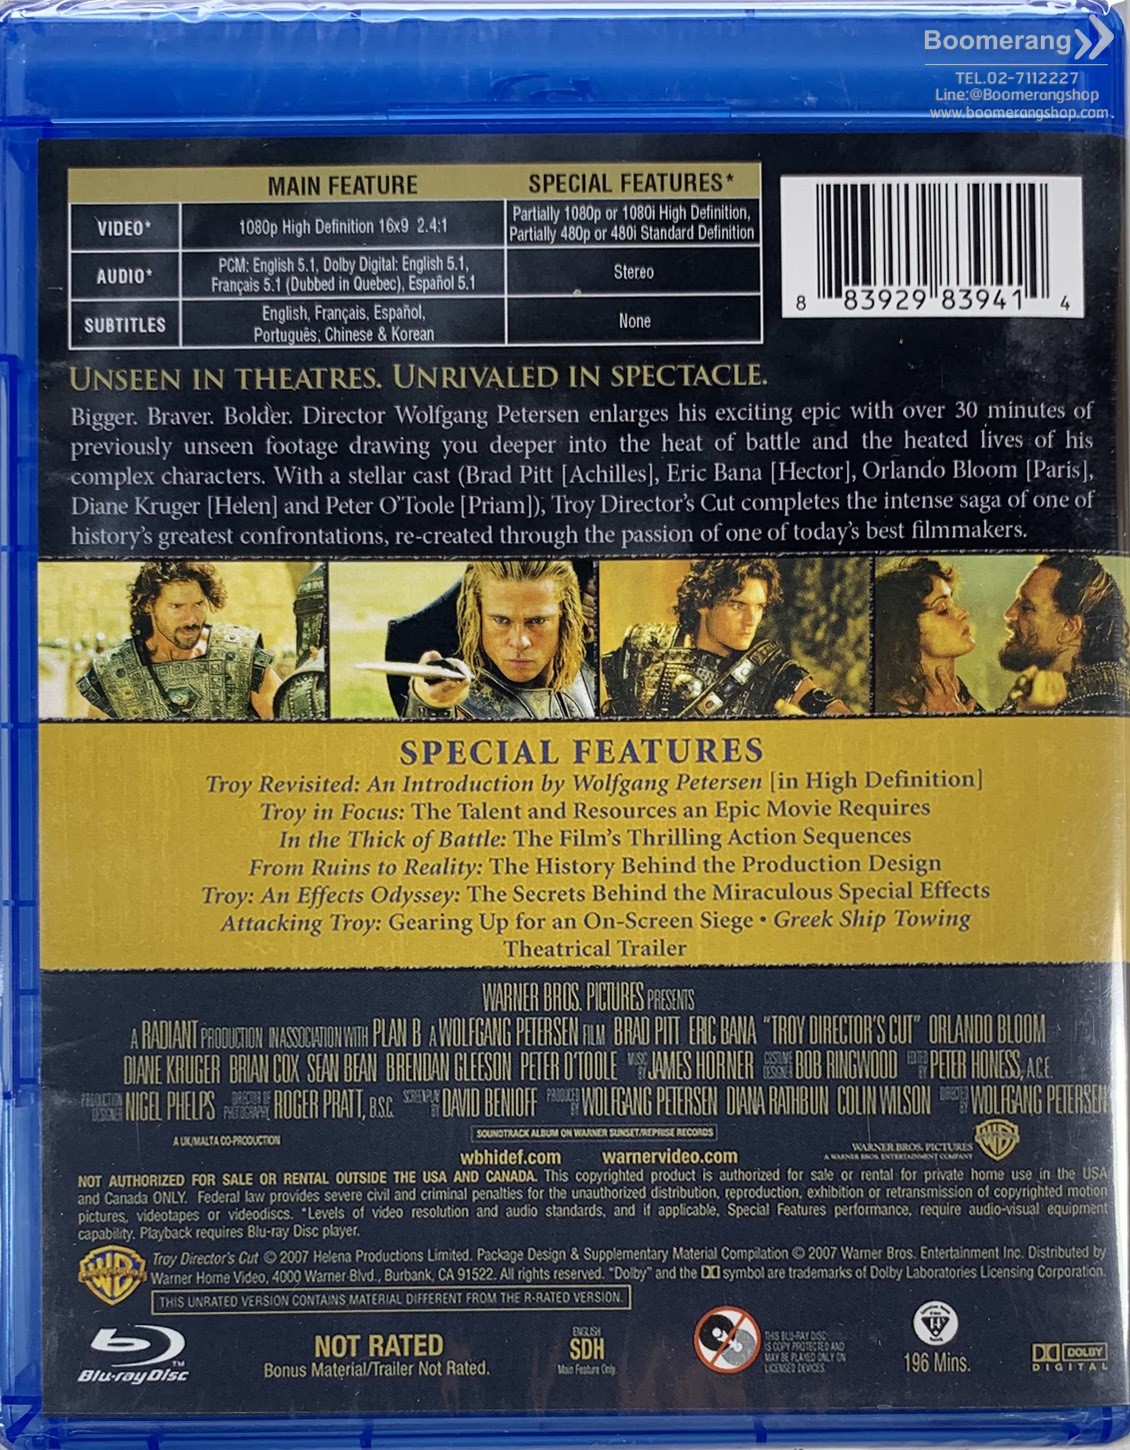 Boomerang
TEL.02-7112227
Line:@Boomerangshop
www.boomerangshop.com
MAIN FEATURE SPECIAL FEATURES*
VIDEO* 1080p High Definition 16x9 2.4:1 Partially 1080p or 1080i High Definition,
Partially 480p or 480i Standard Definition
AUDIO* PCM: English 5.1, Dolby Digital: English 5.1,
Français 5.1 (Dubbed in Quebec), Español 5.1 Stereo
SUBTITLES English, Français, Español,
Português, Chinese & Korean None
8 83929 83941 4
UNSEEN IN THEATRES. UNRIVALED IN SPECTACLE.
Bigger. Braver. Bolder. Director Wolfgang Petersen enlarges his exciting epic with over 30 minutes of
previously unseen footage drawing you deeper into the heat of battle and the heated lives of his
complex characters. With a stellar cast (Brad Pitt [Achilles], Eric Bana [Hector], Orlando Bloom [Paris],
Diane Kruger [Helen] and Peter O'Toole [Priam]), Troy Director's Cut completes the intense saga of one of
history's greatest confrontations, re-created through the passion of one of today's best filmmakers.
SPECIAL FEATURES
Troy Revisited: An Introduction by Wolfgang Petersen [in High Definition]
Troy in Focus: The Talent and Resources an Epic Movie Requires
In the Thick of Battle: The Film's Thrilling Action Sequences
From Ruins to Reality: The History Behind the Production Design
Troy: An Effects Odyssey: The Secrets Behind the Miraculous Special Effects
Attacking Troy: Gearing Up for an On-Screen Siege • Greek Ship Towing
Theatrical Trailer
WARNER BROS. PICTURES PRESENTS
A RADIANT PRODUCTION IN ASSOCIATION WITH PLAN B A WOLFGANG PETERSEN FILM BRAD PITT ERIC BANA "TROY DIRECTOR'S CUT" ORLANDO BLOOM
DIANE KRUGER BRIAN COX SEAN BEAN BRENDAN GLEESON PETER O'TOOLE MUSIC BY JAMES HORNER COSTUME DESIGNER BOB RINGWOOD EDITED BY PETER HONESS, A.C.E.
PRODUCTION DESIGNER NIGEL PHELPS DIRECTOR OF PHOTOGRAPHY ROGER PRATT, B.S.C. SCREENPLAY BY DAVID BENIOFF PRODUCED BY WOLFGANG PETERSEN DIANA RATHBUN COLIN WILSON DIRECTED BY WOLFGANG PETERSEN
A UK/MALTA CO-PRODUCTION
SOUNDTRACK ALBUM ON WARNER SUNSET/REPRISE RECORDS
wbhidef.com warnervideo.com
WARNER BROS. PICTURES
A WARNER BROS. ENTERTAINMENT COMPANY
NOT AUTHORIZED FOR SALE OR RENTAL OUTSIDE THE USA AND CANADA. This copyrighted product is authorized for sale or rental for private home use in the USA
and Canada ONLY. Federal law provides severe civil and criminal penalties for the unauthorized distribution, reproduction, exhibition or retransmission of copyrighted motion
pictures, videotapes or videodiscs. *Levels of video resolution and audio standards, and if applicable, Special Features performance, require audio-visual equipment
capability. Playback requires Blu-ray Disc player.
Troy Director's Cut © 2007 Helena Productions Limited. Package Design & Supplementary Material Compilation © 2007 Warner Bros. Entertainment Inc. Distributed by
Warner Home Video, 4000 Warner Blvd., Burbank, CA 91522. All rights reserved. "Dolby" and the DD symbol are trademarks of Dolby Laboratories Licensing Corporation.
THIS UNRATED VERSION CONTAINS MATERIAL DIFFERENT FROM THE R-RATED VERSION.
Blu-ray Disc™
NOT RATED
Bonus Material/Trailer Not Rated.
ENGLISH
SDH
Main Feature Only.
THIS BLU-RAY DISC
IS COPY PROTECTED AND
MAY BE PLAYED ONLY ON
LICENSED DEVICES.
196 Mins.
DOLBY
DIGITAL